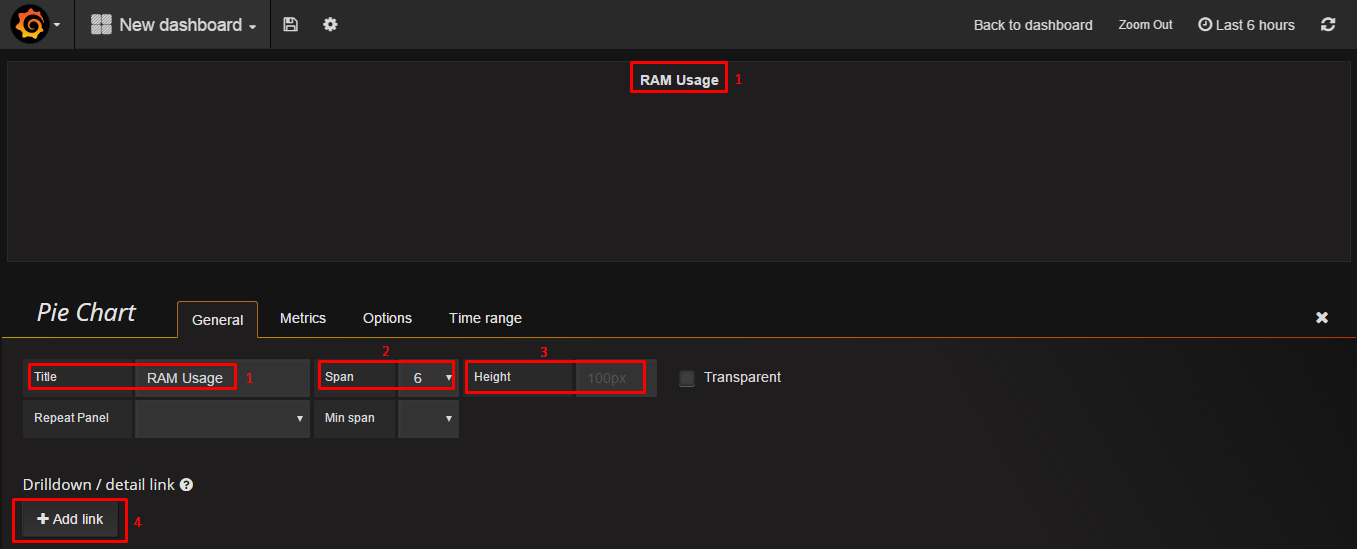 New dashboard Back to dashboard Zoom Out Last 6 hours
RAM Usage 1
Pie Chart General Metrics Options Time range
2 3
Title RAM Usage 1 Span 6 Height 100px Transparent
Repeat Panel Min span
Drilldown / detail link ?
+ Add link 4